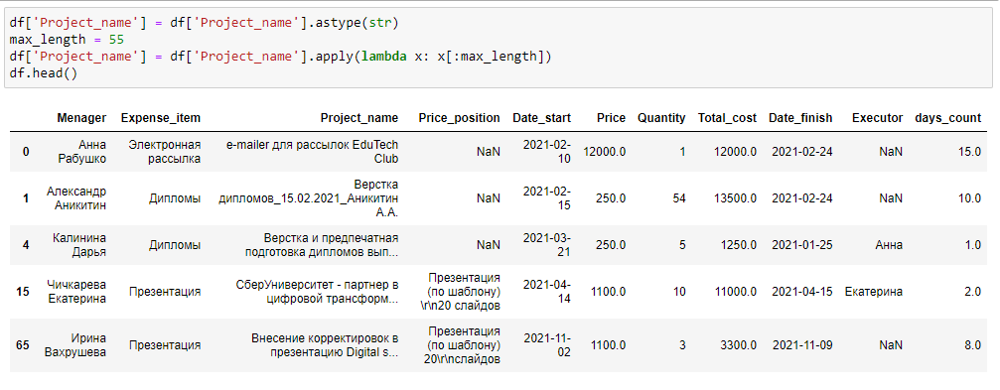 df['Project_name'] = df['Project_name'].astype(str)
max_length = 55
df['Project_name'] = df['Project_name'].apply(lambda x: x[:max_length])
df.head()
Menager Expense_item Project_name Price_position Date_start Price Quantity Total_cost Date_finish Executor days_count
0 Анна Рабушко Электронная рассылка e-mailer для рассылок EduTech Club NaN 2021-02-10 12000.0 1 12000.0 2021-02-24 NaN 15.0
1 Александр Аникитин Дипломы Верстка дипломов_15.02.2021_Аникитин А.А. NaN 2021-02-15 250.0 54 13500.0 2021-02-24 NaN 10.0
4 Калинина Дарья Дипломы Верстка и предпечатная подготовка дипломов вып... NaN 2021-03-21 250.0 5 1250.0 2021-01-25 Анна 1.0
15 Чичкарева Екатерина Презентация СберУниверситет - партнер в цифровой трансформ... Презентация (по шаблону) \r\n20 слайдов 2021-04-14 1100.0 10 11000.0 2021-04-15 Екатерина 2.0
65 Ирина Вахрушева Презентация Внесение корректировок в презентацию Digital s... Презентация (по шаблону) 20\r\nслайдов 2021-11-02 1100.0 3 3300.0 2021-11-09 NaN 8.0